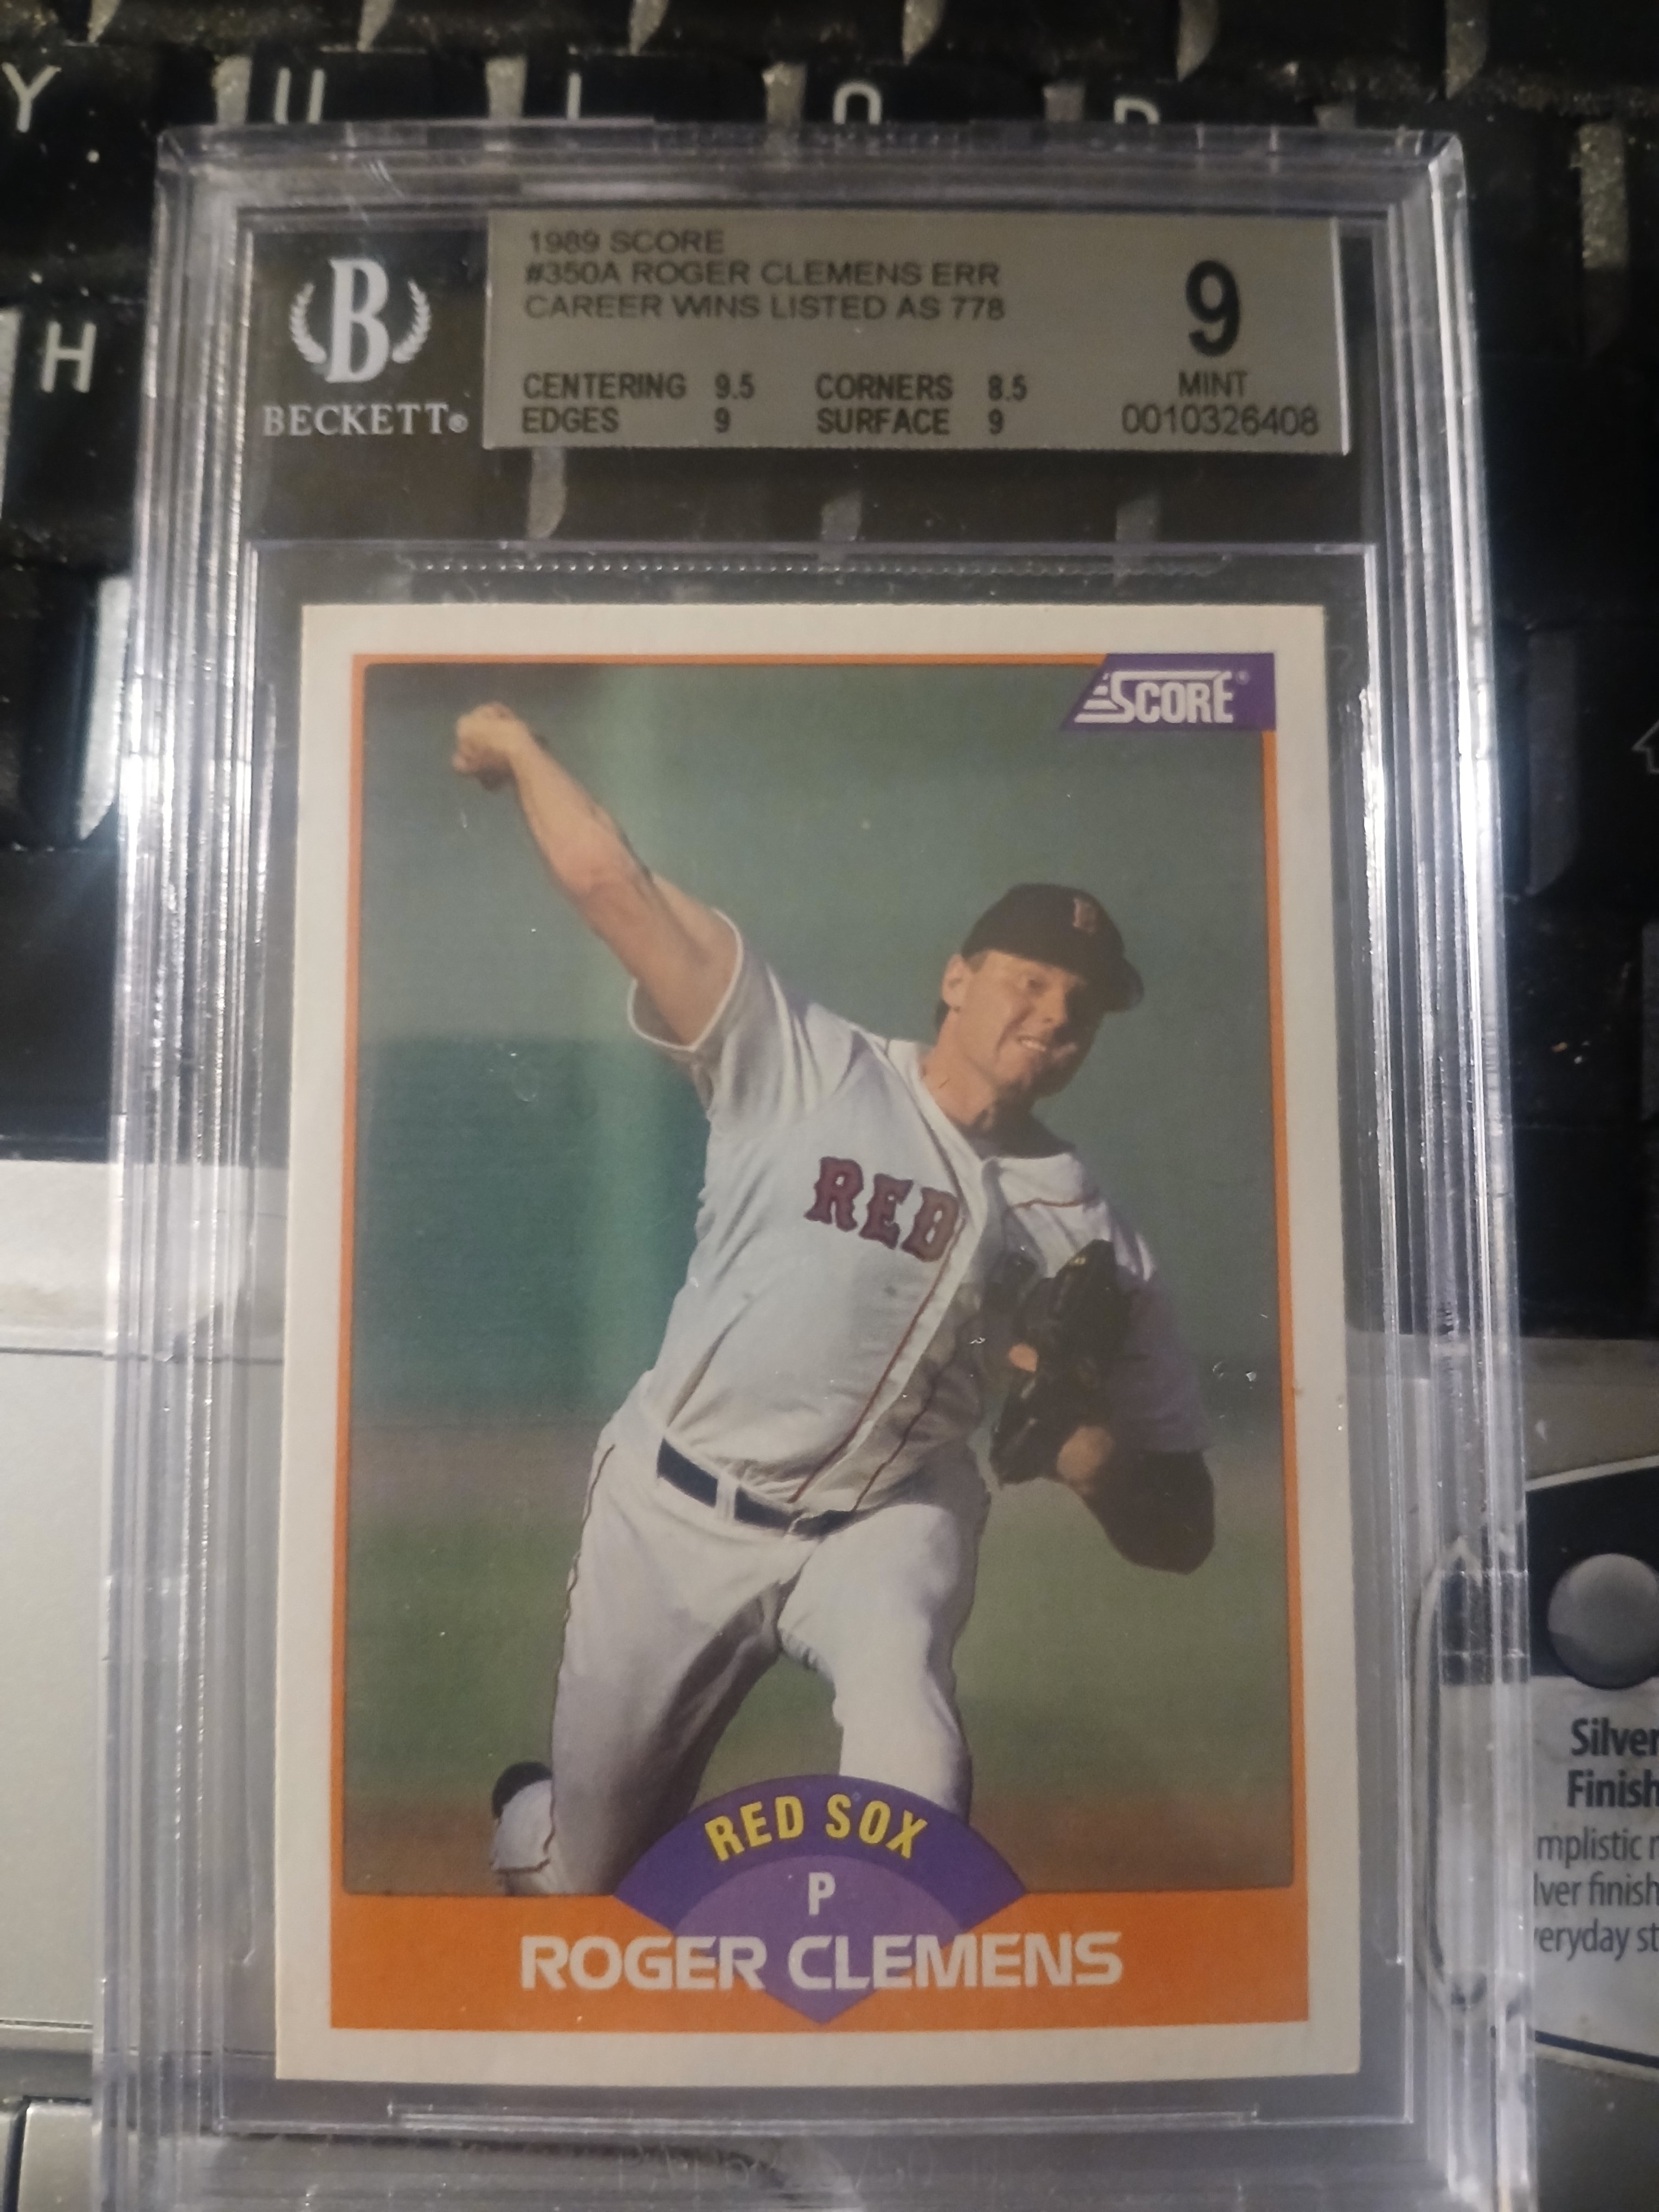 Y U I O P
H
1989 SCORE
#350A ROGER CLEMENS ERR
CAREER WINS LISTED AS 778
9
CENTERING 9.5 CORNERS 8.5
MINT
EDGES 9 SURFACE 9
0010326408
B
BECKETT®
SCORE®
B
RED
RED SOX
P
ROGER CLEMENS
Silver
Finish
everyday